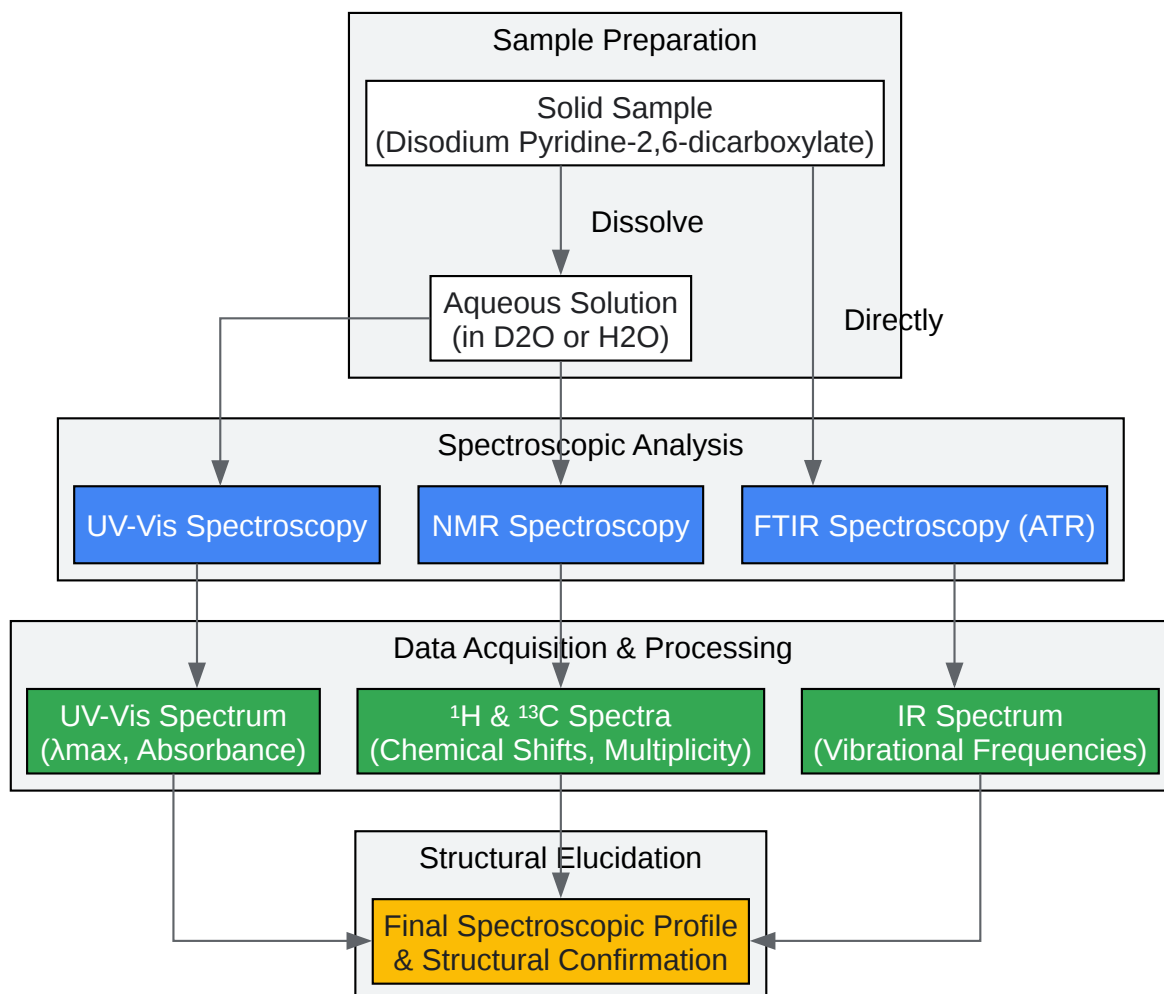 Sample Preparation
Solid Sample
(Disodium Pyridine-2,6-dicarboxylate)
Dissolve
Aqueous Solution
(in D2O or H2O)
Directly
Spectroscopic Analysis
UV-Vis Spectroscopy
NMR Spectroscopy
FTIR Spectroscopy (ATR)
Data Acquisition & Processing
UV-Vis Spectrum
(λmax, Absorbance)
¹H & ¹³C Spectra
(Chemical Shifts, Multiplicity)
IR Spectrum
(Vibrational Frequencies)
Structural Elucidation
Final Spectroscopic Profile
& Structural Confirmation